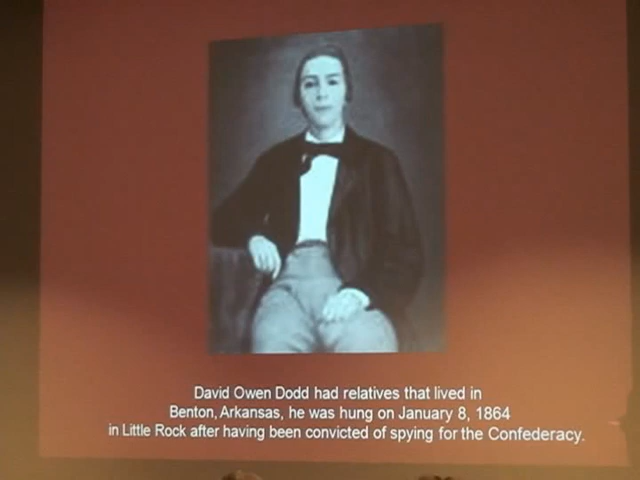 David Owen Dodd had relatives that lived in
Benton, Arkansas, he was hung on January 8, 1864
in Little Rock after having been convicted of spying for the Confederacy.